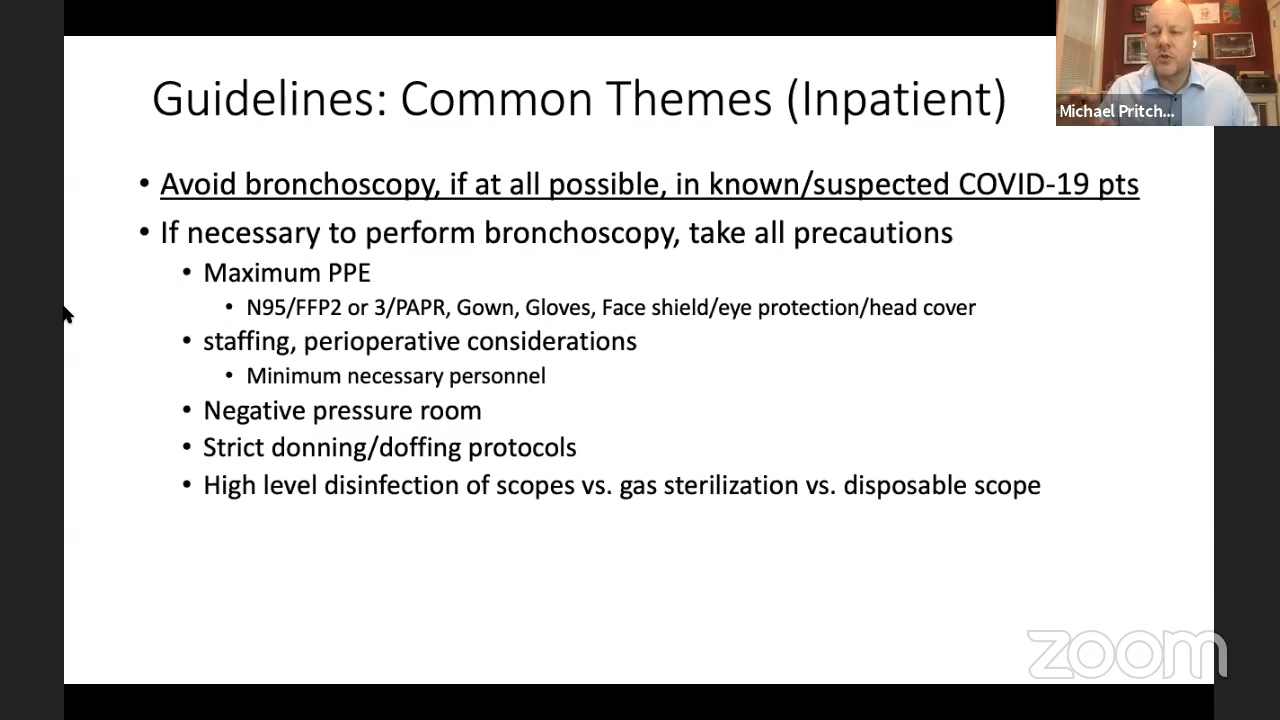 Guidelines: Common Themes (Inpatient)
Michael Pritch...
• Avoid bronchoscopy, if at all possible, in known/suspected COVID-19 pts
• If necessary to perform bronchoscopy, take all precautions
• Maximum PPE
• N95/FFP2 or 3/PAPR, Gown, Gloves, Face shield/eye protection/head cover
• staffing, perioperative considerations
• Minimum necessary personnel
• Negative pressure room
• Strict donning/doffing protocols
• High level disinfection of scopes vs. gas sterilization vs. disposable scope
zoom